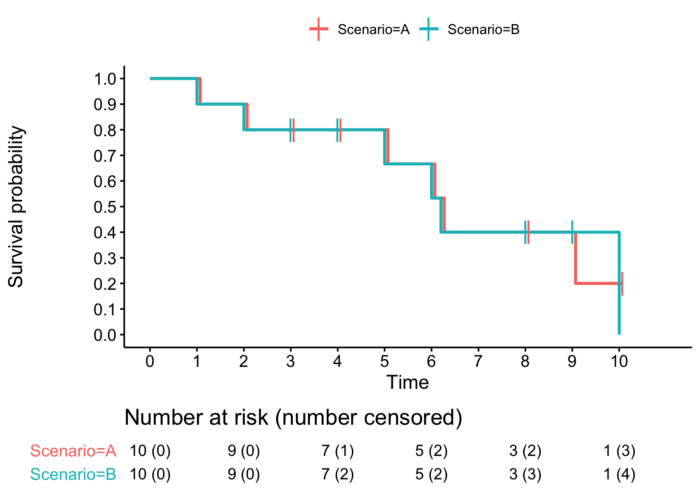 Scenario=A Scenario=B
Survival probability
1.0
0.9
0.8
0.7
0.6
0.5
0.4
0.3
0.2
0.1
0.0
0 1 2 3 4 5 6 7 8 9 10
Time
Number at risk (number censored)
Scenario=A 10 (0) 9 (0) 7 (1) 5 (2) 3 (2) 1 (3)
Scenario=B 10 (0) 9 (0) 7 (2) 5 (2) 3 (3) 1 (4)